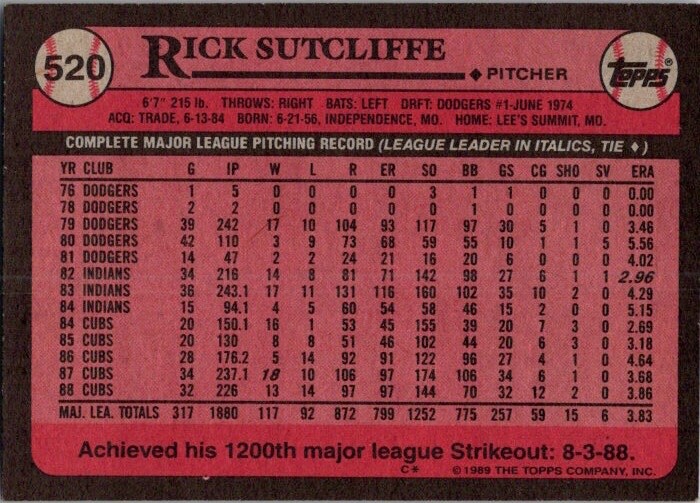 520
RICK SUTCLIFFE
◆ PITCHER
TOPPS®
6'7" 215 lb. THROWS: RIGHT BATS: LEFT DRFT: DODGERS #1-JUNE 1974
ACQ: TRADE, 6-13-84 BORN: 6-21-56, INDEPENDENCE, MO. HOME: LEE'S SUMMIT, MO.
COMPLETE MAJOR LEAGUE PITCHING RECORD (LEAGUE LEADER IN ITALICS, TIE ♦)
YR CLUB G IP W L R ER SO BB GS CG SHO SV ERA
76 DODGERS 1 5 0 0 0 0 3 1 1 0 0 0 0.00
78 DODGERS 2 2 0 0 0 0 0 1 0 0 0 0 0.00
79 DODGERS 39 242 17 10 104 93 117 97 30 5 1 0 3.46
80 DODGERS 42 110 3 9 73 68 59 55 10 1 1 5 5.56
81 DODGERS 14 47 2 2 24 21 16 20 6 0 0 0 4.02
82 INDIANS 34 216 14 8 81 71 142 98 27 6 1 1 2.96
83 INDIANS 36 243.1 17 11 131 116 160 102 35 10 2 0 4.29
84 INDIANS 15 94.1 4 5 60 54 58 46 15 2 0 0 5.15
84 CUBS 20 150.1 16 1 53 45 155 39 20 7 3 0 2.69
85 CUBS 20 130 8 8 51 46 102 44 20 6 3 0 3.18
86 CUBS 28 176.2 5 14 92 91 122 96 27 4 1 0 4.64
87 CUBS 34 237.1 18 10 106 97 174 106 34 6 1 0 3.68
88 CUBS 32 226 13 14 97 97 144 70 32 12 2 0 3.86
MAJ. LEA. TOTALS 317 1880 117 92 872 799 1252 775 257 59 15 6 3.83
Achieved his 1200th major league Strikeout: 8-3-88.
C* ©1989 THE TOPPS COMPANY, INC.